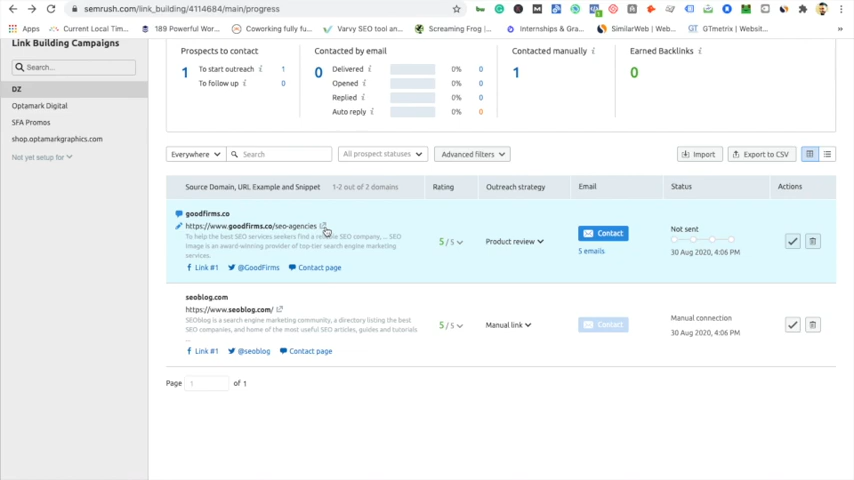 semrush.com/link_building/4114684/main/progress
Apps Current Local Tim... 189 Powerful Wor... Coworking fully fu... Varvy SEO tool an... Screaming Frog |... Internships & Gra... SimilarWeb | Web... GTmetrix | Websit... »
Link Building Campaigns
Search...
DZ
Optamark Digital
SFA Promos
shop.optamarkgraphics.com
Not yet setup for
Prospects to contact
1
To start outreach i 1
To follow up i 0
Contacted by email
0
Delivered i 0% 0
Opened i 0% 0
Replied i 0% 0
Auto reply i 0% 0
Contacted manually i
1
Earned Backlinks i
0
Everywhere Search All prospect statuses Advanced filters Import Export to CSV
Source Domain, URL Example and Snippet 1-2 out of 2 domains Rating Outreach strategy Email Status Actions
goodfirms.co
https://www.goodfirms.co/seo-agencies
To help the best SEO services seekers find a company, ... SEO
image is an award-winning provider of top-tier search engine marketing
services.
Link #1 @GoodFirms Contact page
5 / 5
Product review
Contact
5 emails
Not sent
30 Aug 2020, 4:06 PM
seoblog.com
https://www.seoblog.com/
SEOblog is a search engine marketing community, a directory listing the best
SEO companies, and home of the most useful SEO articles, guides and tutorials
...
Link #1 @seoblog Contact page
5 / 5
Manual link
Contact
Manual connection
30 Aug 2020, 4:06 PM
Page 1 of 1